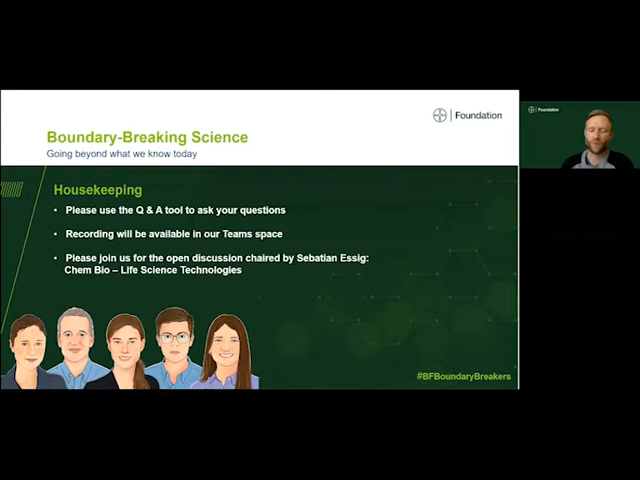 Foundation
Boundary-Breaking Science
Going beyond what we know today
Housekeeping
• Please use the Q & A tool to ask your questions
• Recording will be available in our Teams space
• Please join us for the open discussion chaired by Sebatian Essig:
Chem Bio – Life Science Technologies
#BFBoundaryBreakers
Foundation